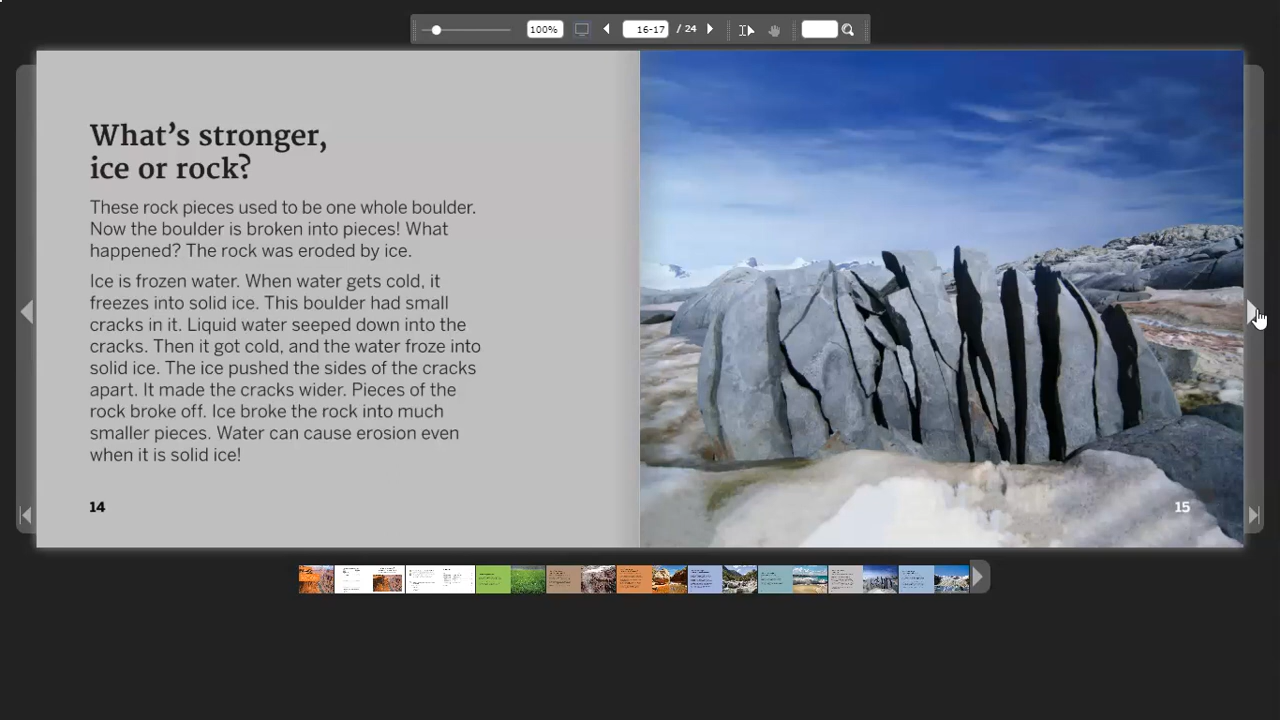 100%
16-17
/ 24
What's stronger,
ice or rock?
These rock pieces used to be one whole boulder.
Now the boulder is broken into pieces! What
happened? The rock was eroded by ice.
Ice is frozen water. When water gets cold, it
freezes into solid ice. This boulder had small
cracks in it. Liquid water seeped down into the
cracks. Then it got cold, and the water froze into
solid ice. The ice pushed the sides of the cracks
apart. It made the cracks wider. Pieces of the
rock broke off. Ice broke the rock into much
smaller pieces. Water can cause erosion even
when it is solid ice!
14
15